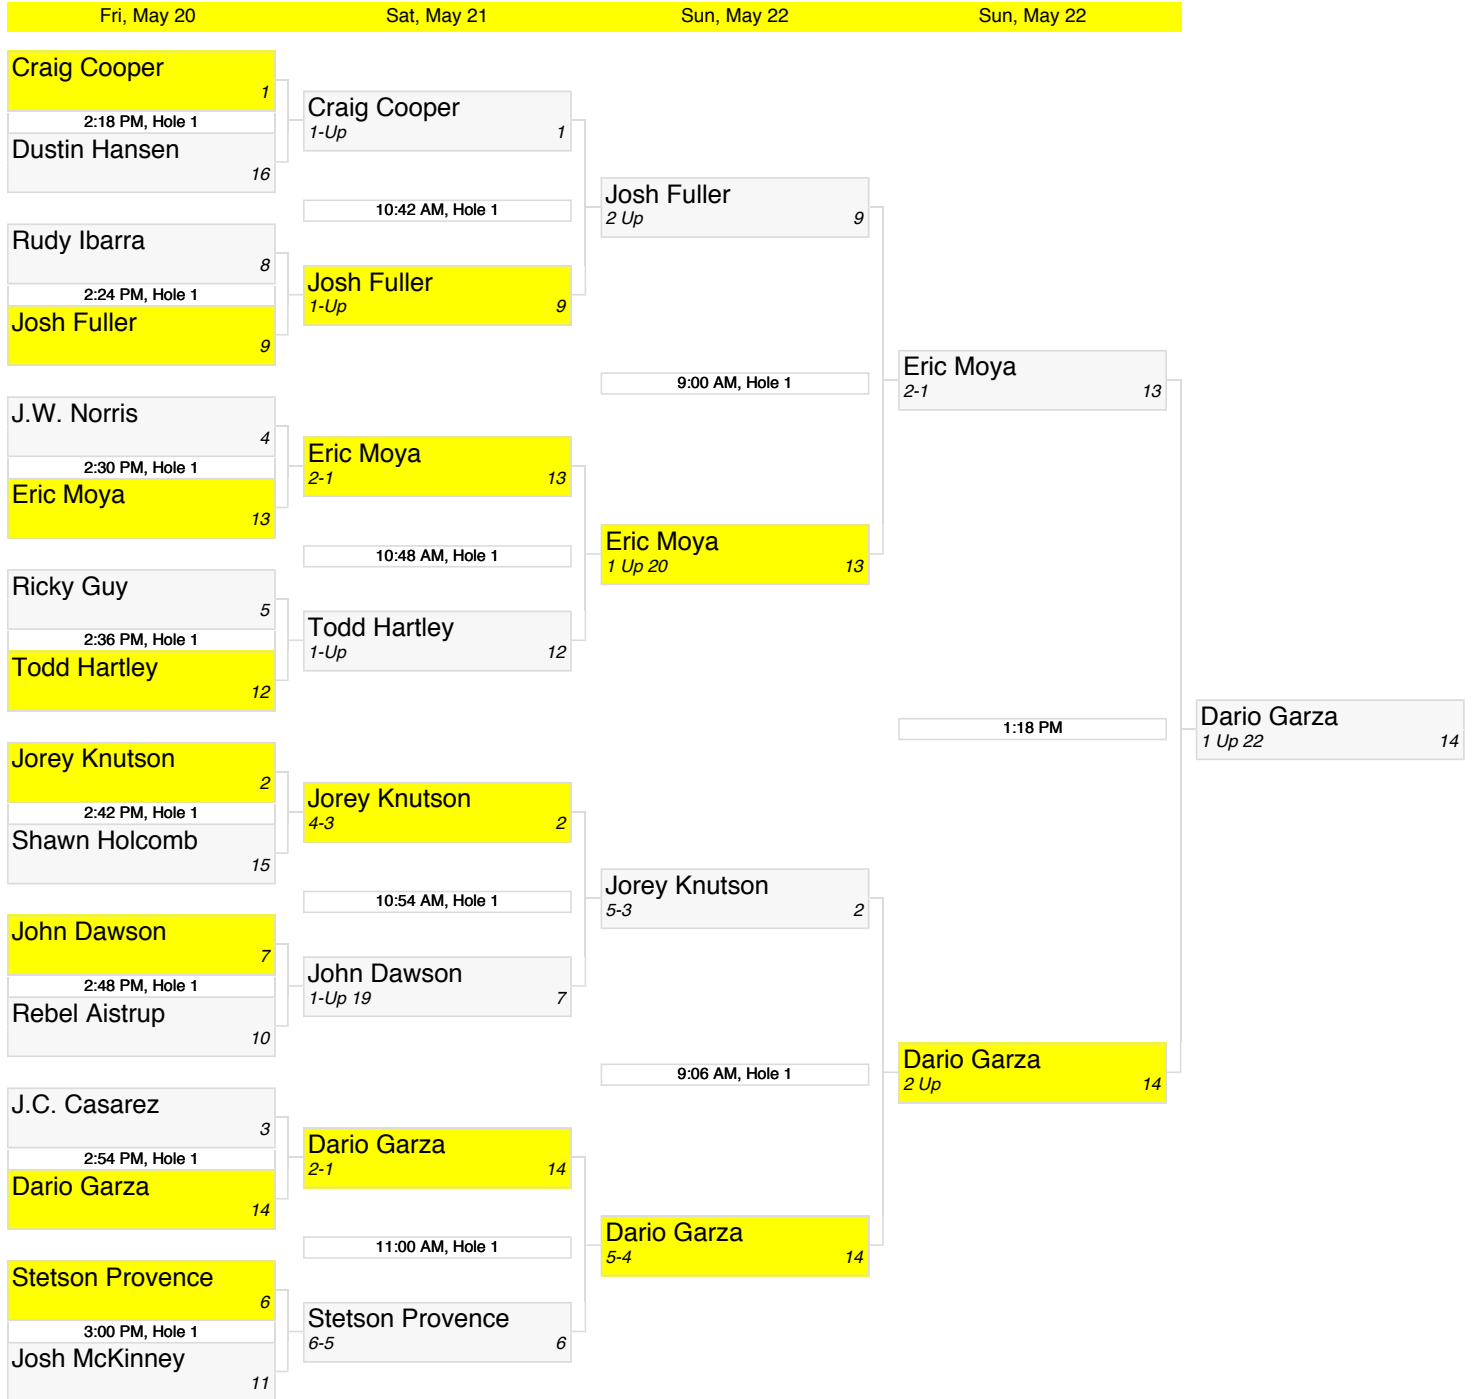 Fri, May 20
Craig Cooper
1
2:18 PM, Hole 1
Dustin Hansen
16
Rudy Ibarra
8
2:24 PM, Hole 1
Josh Fuller
9
J.W. Norris
4
2:30 PM, Hole 1
Eric Moya
13
Ricky Guy
5
2:36 PM, Hole 1
Todd Hartley
12
Jorey Knutson
2
2:42 PM, Hole 1
Shawn Holcomb
15
John Dawson
7
2:48 PM, Hole 1
Rebel Aistrup
10
J.C. Casarez
3
2:54 PM, Hole 1
Dario Garza
14
Stetson Provence
6
3:00 PM, Hole 1
Josh McKinney
11
Sat, May 21
Craig Cooper
1-Up 1
10:42 AM, Hole 1
Josh Fuller
1-Up 9
Eric Moya
2-1 13
10:48 AM, Hole 1
Todd Hartley
1-Up 12
Jorey Knutson
4-3 2
10:54 AM, Hole 1
John Dawson
1-Up 19 7
Dario Garza
2-1 14
11:00 AM, Hole 1
Stetson Provence
6-5 6
Sun, May 22
Josh Fuller
2 Up 9
9:00 AM, Hole 1
Eric Moya
1 Up 20 13
Jorey Knutson
5-3 2
9:06 AM, Hole 1
Dario Garza
5-4 14
Sun, May 22
Eric Moya
2-1 13
1:18 PM
Dario Garza
2 Up 14
Dario Garza
1 Up 22 14